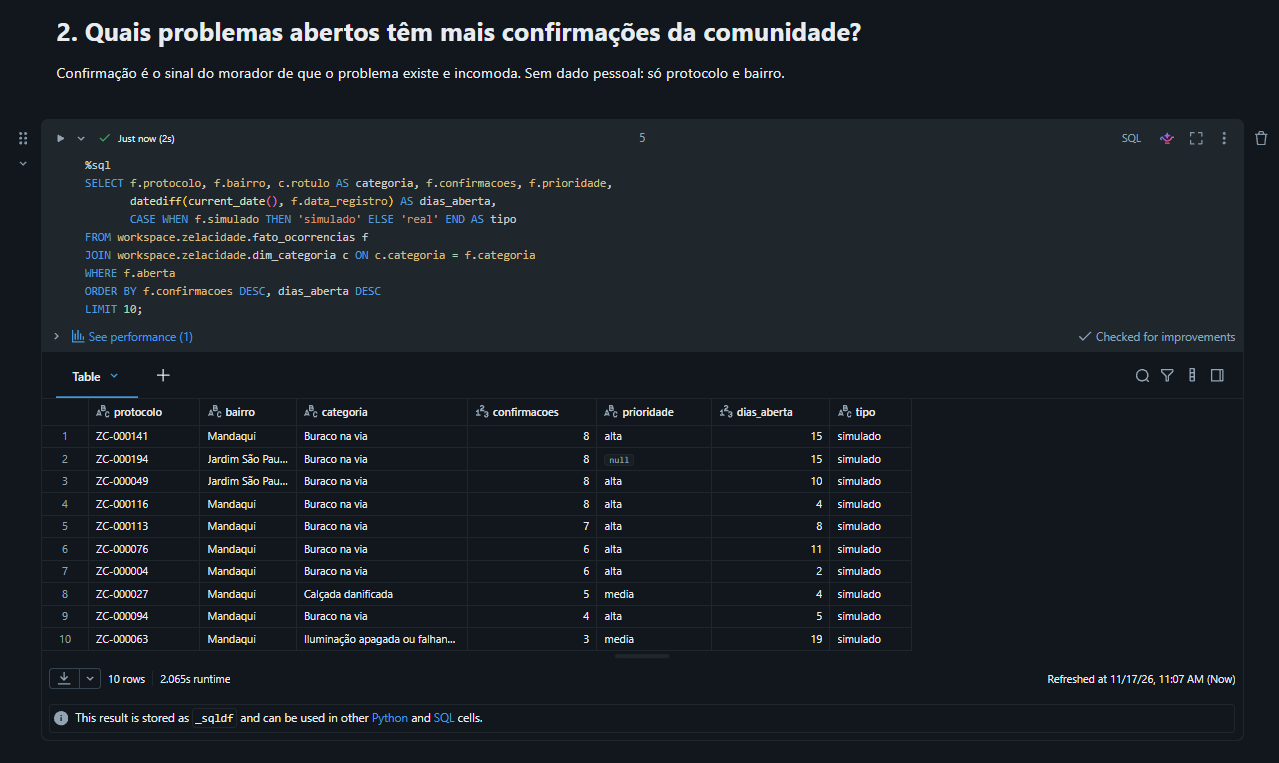 2. Quais problemas abertos têm mais confirmações da comunidade?
Confirmação é o sinal do morador de que o problema existe e incomoda. Sem dado pessoal: só protocolo e bairro.
Just now (2s)
5
SQL
%sql
SELECT f.protocolo, f.bairro, c.rotulo AS categoria, f.confirmacoes, f.prioridade,
datediff(current_date(), f.data_registro) AS dias_aberta,
CASE WHEN f.simulado THEN 'simulado' ELSE 'real' END AS tipo
FROM workspace.zelacidade.fato_ocorrencias f
JOIN workspace.zelacidade.dim_categoria c ON c.categoria = f.categoria
WHERE f.aberta
ORDER BY f.confirmacoes DESC, dias_aberta DESC
LIMIT 10;
See performance (1)
Checked for improvements
Table
protocolo bairro categoria confirmacoes prioridade dias_aberta tipo
1 ZC-000141 Mandaqui Buraco na via 8 alta 15 simulado
2 ZC-000194 Jardim São Pau... Buraco na via 8 null 15 simulado
3 ZC-000049 Jardim São Pau... Buraco na via 8 alta 10 simulado
4 ZC-000116 Mandaqui Buraco na via 8 alta 4 simulado
5 ZC-000113 Mandaqui Buraco na via 7 alta 8 simulado
6 ZC-000076 Mandaqui Buraco na via 6 alta 11 simulado
7 ZC-000004 Mandaqui Buraco na via 6 alta 2 simulado
8 ZC-000027 Mandaqui Calçada danificada 5 media 4 simulado
9 ZC-000094 Mandaqui Buraco na via 4 alta 5 simulado
10 ZC-000063 Mandaqui Iluminação apagada ou falhan... 3 media 19 simulado
10 rows 2.065s runtime
Refreshed at 11/17/26, 11:07 AM (Now)
This result is stored as _sqldf and can be used in other Python and SQL cells.